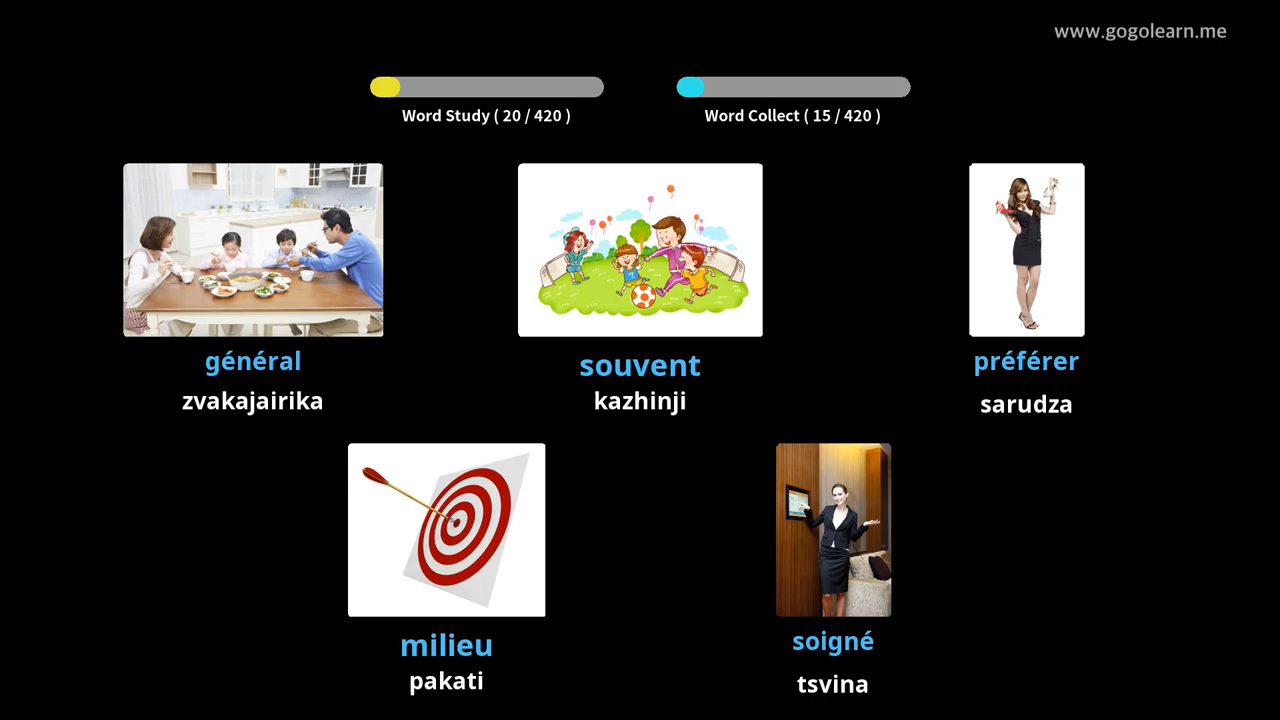 www.gogolearn.me
Word Study ( 20 / 420 )
Word Collect ( 15 / 420 )
général
zvakajairika
souvent
kazhinji
préférer
sarudza
milieu
pakati
soigné
tsvina